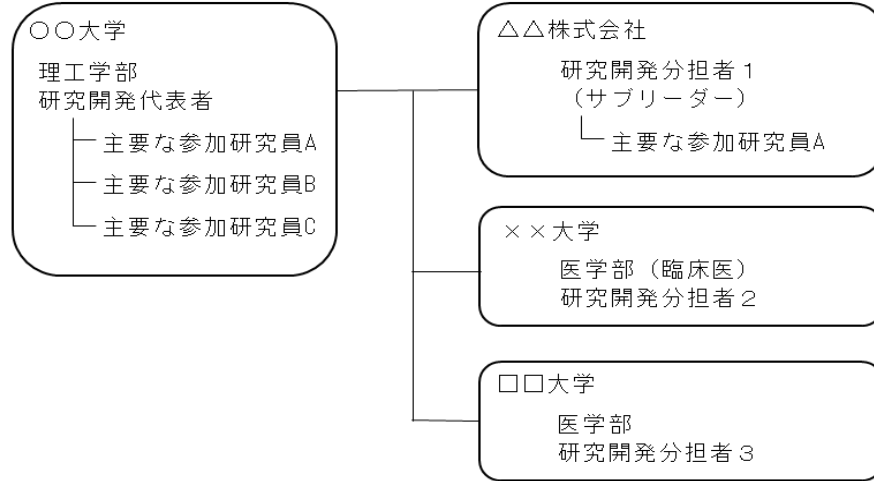 ○○大学
理工学部
研究開発代表者
主要な参加研究員A
主要な参加研究員B
主要な参加研究員C
△△株式会社
研究開発分担者１
（サブリーダー）
主要な参加研究員A
××大学
医学部（臨床医）
研究開発分担者２
□□大学
医学部
研究開発分担者３